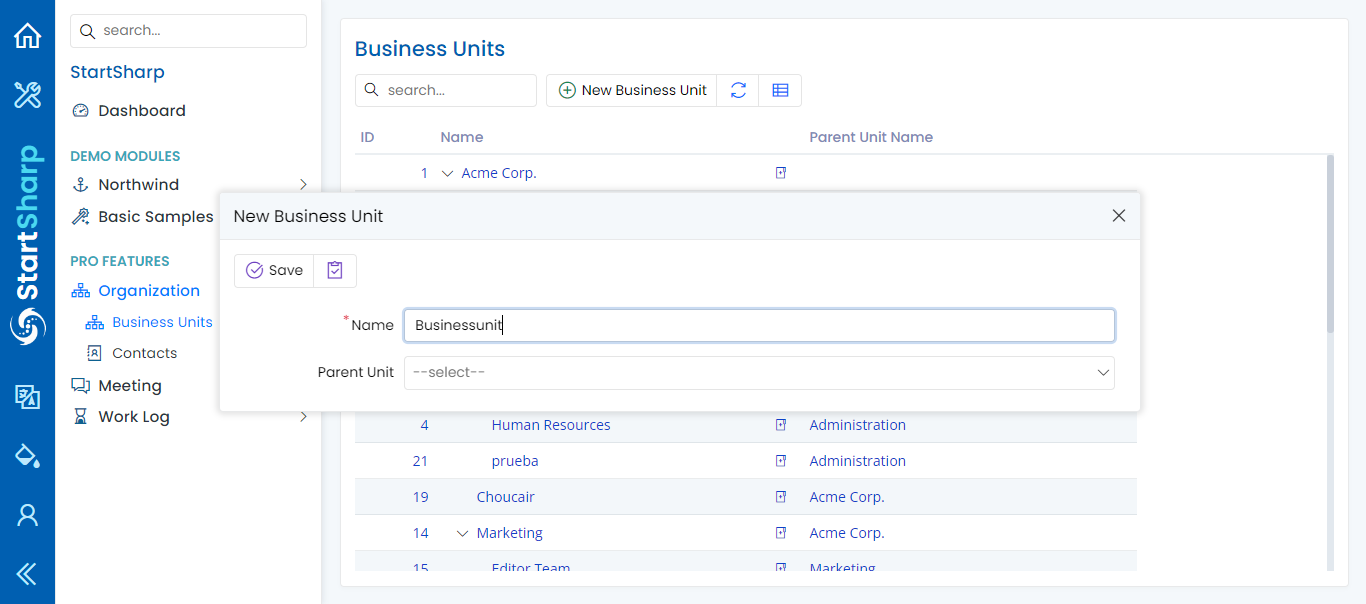 search...
StartSharp
Dashboard
DEMO MODULES
Northwind
Basic Samples
PRO FEATURES
Organization
Business Units
Contacts
Meeting
Work Log
StartSharp
Business Units
search...
New Business Unit
ID Name Parent Unit Name
1 Acme Corp.
New Business Unit
Save
* Name Businessunit
Parent Unit --select--
4 Human Resources Administration
21 prueba Administration
19 Choucair Acme Corp.
14 Marketing Acme Corp.
15 Editor Team Marketing